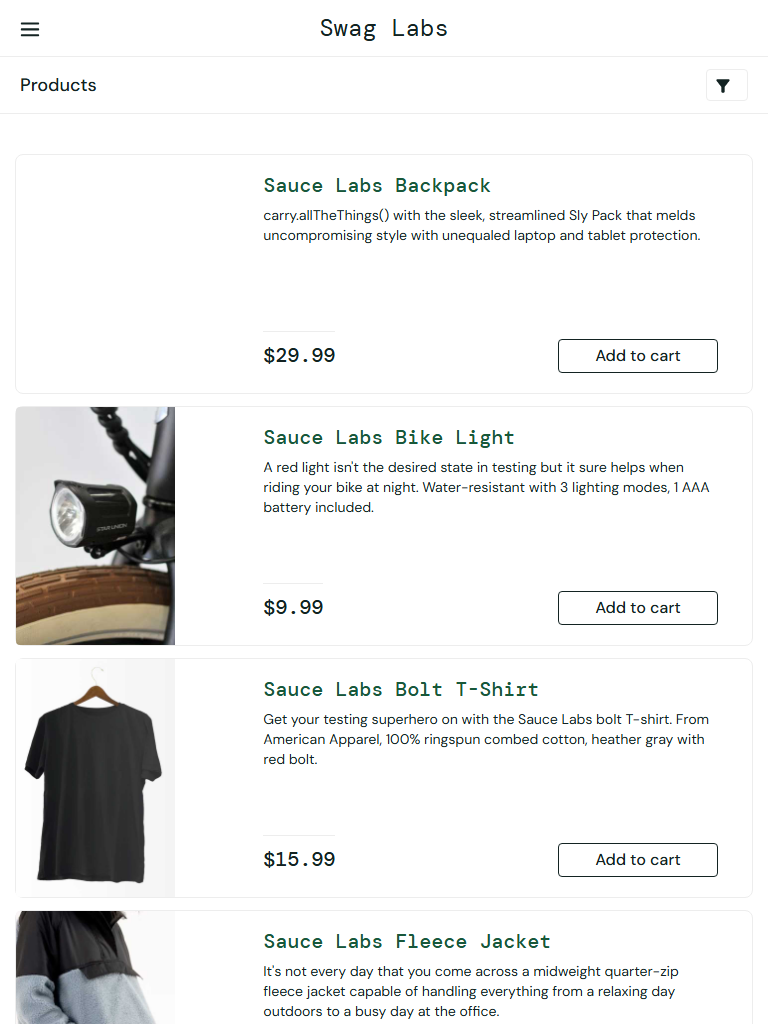 Swag Labs
Products
Sauce Labs Backpack
carry.allTheThings() with the sleek, streamlined Sly Pack that melds
uncompromising style with unequaled laptop and tablet protection.
$29.99
Add to cart
Sauce Labs Bike Light
A red light isn't the desired state in testing but it sure helps when
riding your bike at night. Water-resistant with 3 lighting modes, 1 AAA
battery included.
$9.99
Add to cart
Sauce Labs Bolt T-Shirt
Get your testing superhero on with the Sauce Labs bolt T-shirt. From
American Apparel, 100% ringspun combed cotton, heather gray with
red bolt.
$15.99
Add to cart
Sauce Labs Fleece Jacket
It's not every day that you come across a midweight quarter-zip
fleece jacket capable of handling everything from a relaxing day
outdoors to a busy day at the office.